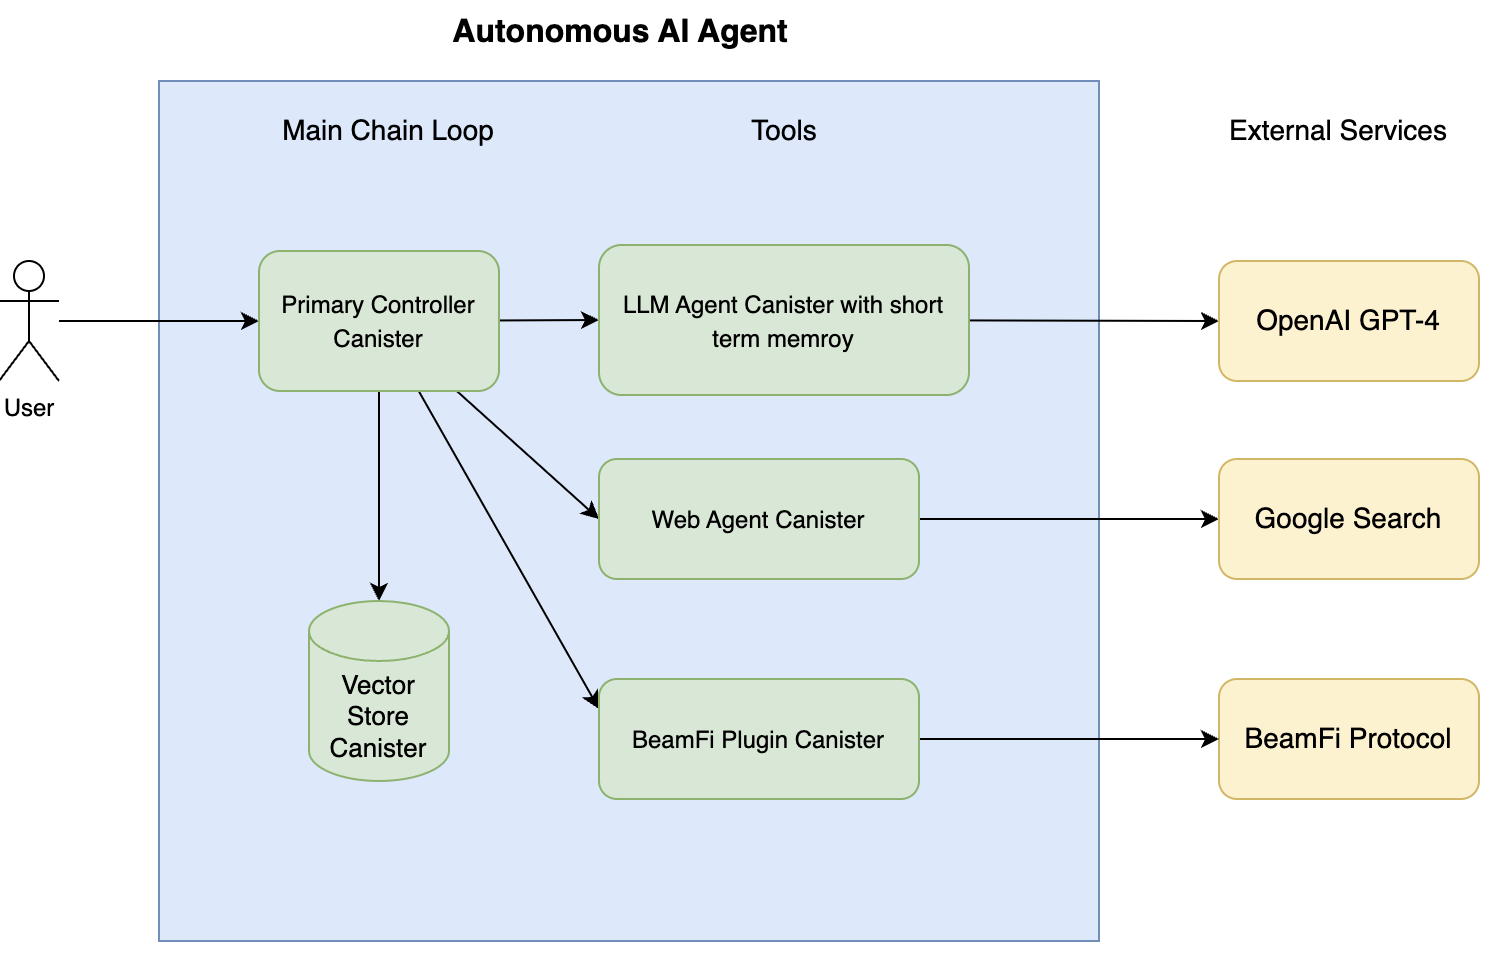 Autonomous AI Agent
Main Chain Loop
Tools
External Services
User
Primary Controller
Canister
LLM Agent Canister with short
term memroy
OpenAI GPT-4
Web Agent Canister
Google Search
Vector
Store
Canister
BeamFi Plugin Canister
BeamFi Protocol